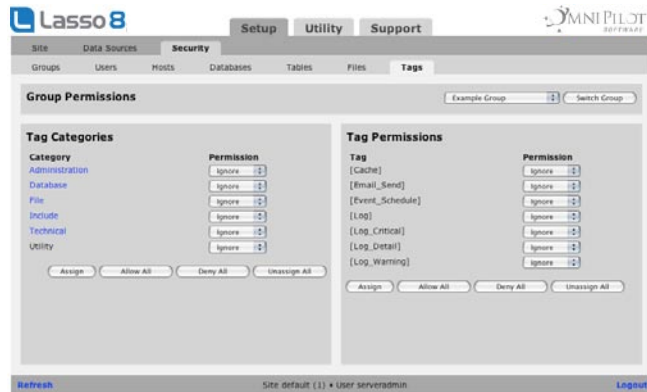 Lasso 8
Setup Utility Support
OMNIPILOT
SOFTWARE
Site Data Sources Security
Groups Users Hosts Databases Tables Files Tags
Group Permissions
Example Group Switch Group
Tag Categories
Category Permission
Administration Ignore
Database Ignore
File Ignore
Include Ignore
Technical Ignore
Utility Ignore
Assign Allow All Deny All Unassign All
Tag Permissions
Tag Permission
[Cache] Ignore
[Email_Send] Ignore
[Event_Schedule] Ignore
[Log] Ignore
[Log_Critical] Ignore
[Log_Detail] Ignore
[Log_Warning] Ignore
Assign Allow All Deny All Unassign All
Refresh Site default (1) • User serveradmin Logout